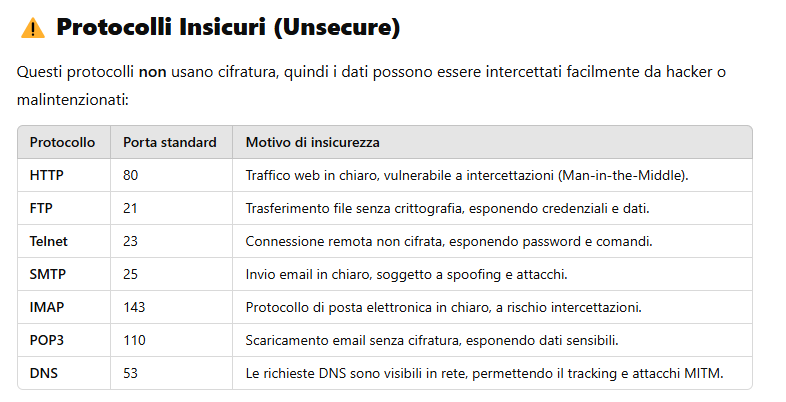 ⚠️ Protocolli Insicuri (Unsecure)
Questi protocolli non usano cifratura, quindi i dati possono essere intercettati facilmente da hacker o
malintenzionati:
Protocollo Porta standard Motivo di insicurezza
HTTP 80 Traffico web in chiaro, vulnerabile a intercettazioni (Man-in-the-Middle).
FTP 21 Trasferimento file senza crittografia, esponendo credenziali e dati.
Telnet 23 Connessione remota non cifrata, esponendo password e comandi.
SMTP 25 Invio email in chiaro, soggetto a spoofing e attacchi.
IMAP 143 Protocollo di posta elettronica in chiaro, a rischio intercettazioni.
POP3 110 Scaricamento email senza cifratura, esponendo dati sensibili.
DNS 53 Le richieste DNS sono visibili in rete, permettendo il tracking e attacchi MITM.